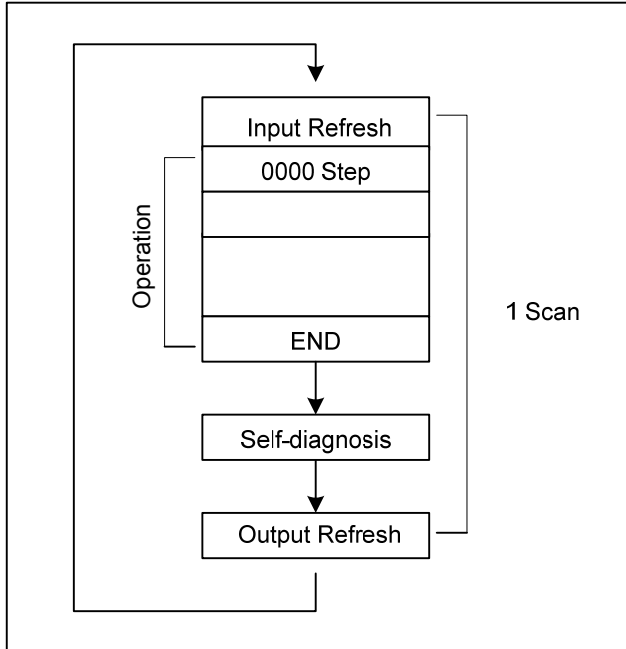 Input Refresh
0000 Step
Operation
END
1 Scan
Self-diagnosis
Output Refresh